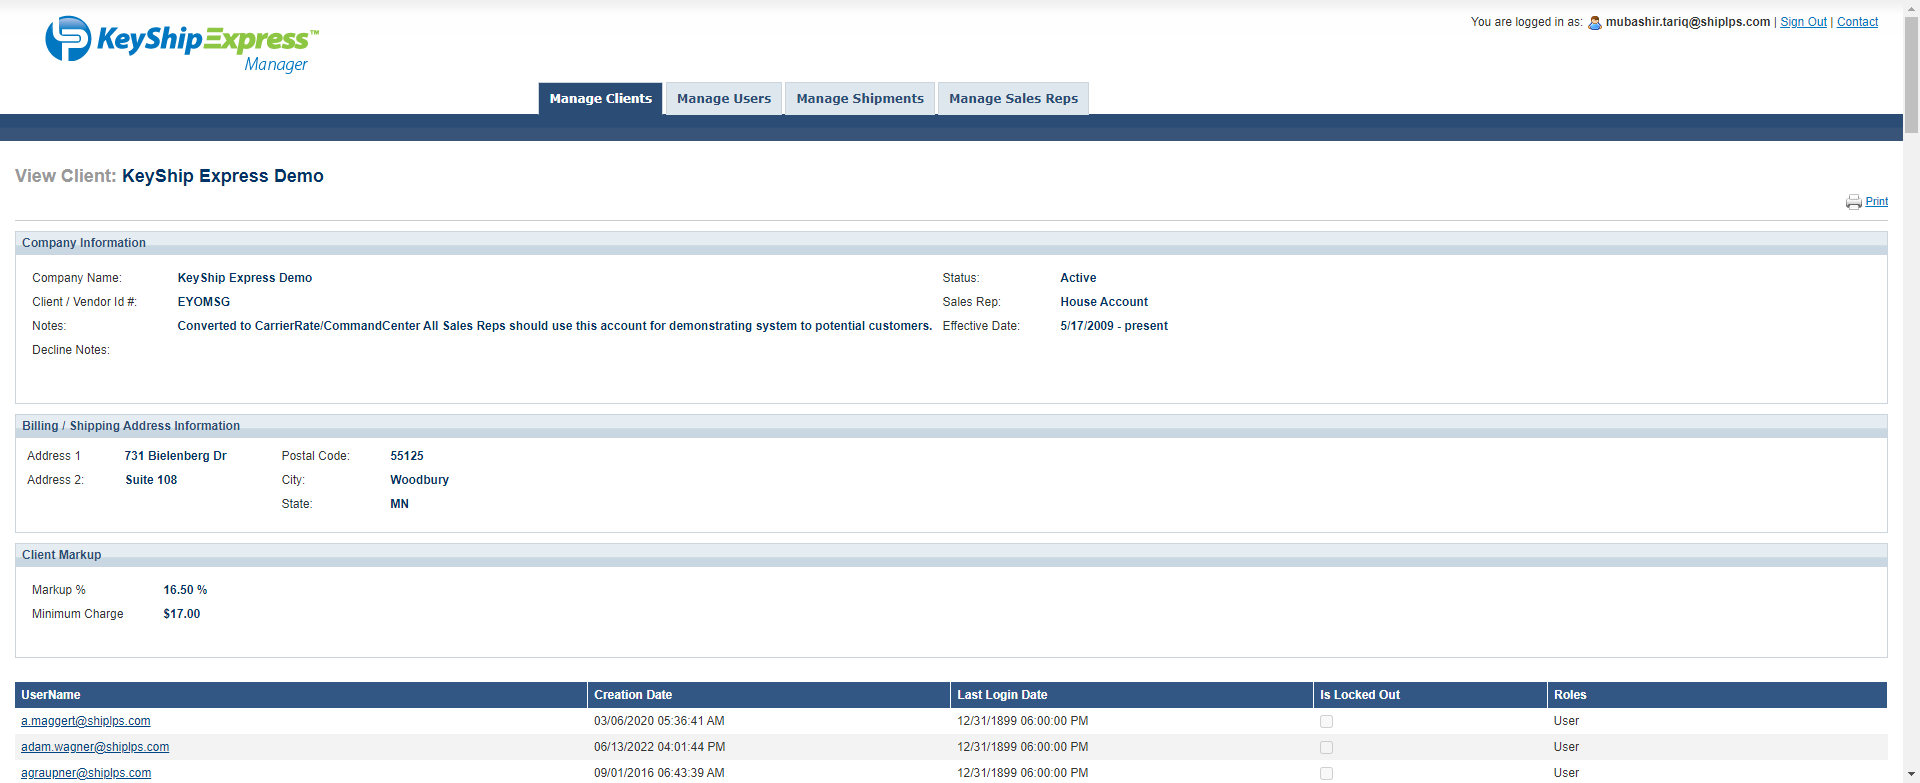 You are logged in as: mubashir.tariq@shiplps.com | Sign Out | Contact
KeyShipExpress™
Manager
Manage Clients Manage Users Manage Shipments Manage Sales Reps
View Client: KeyShip Express Demo
Print
Company Information
Company Name: KeyShip Express Demo Status: Active
Client / Vendor Id #: EYOMSG Sales Rep: House Account
Notes: Converted to CarrierRate/CommandCenter All Sales Reps should use this account for demonstrating system to potential customers. Effective Date: 5/17/2009 - present
Decline Notes:
Billing / Shipping Address Information
Address 1 731 Bielenberg Dr Postal Code: 55125
Address 2: Suite 108 City: Woodbury
State: MN
Client Markup
Markup % 16.50 %
Minimum Charge $17.00
UserName Creation Date Last Login Date Is Locked Out Roles
a.maggert@shiplps.com 03/06/2020 05:36:41 AM 12/31/1899 06:00:00 PM User
adam.wagner@shiplps.com 06/13/2022 04:01:44 PM 12/31/1899 06:00:00 PM User
agraupner@shiplps.com 09/01/2016 06:43:39 AM 12/31/1899 06:00:00 PM User